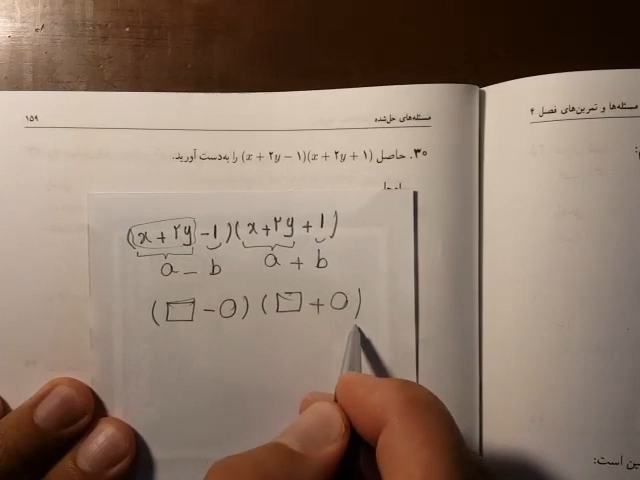 مسئله‌ها و تمرین‌های فصل ۴
مسئله‌های حل‌شده ۱۵۹
۳۰. حاصل (x + ۲y − ۱)(x + ۲y + ۱) را به‌دست آورید.
(x + ۲y - 1)(x + ۲y + 1)
a - b a + b
(□ - ○) (□ + ○)
است: